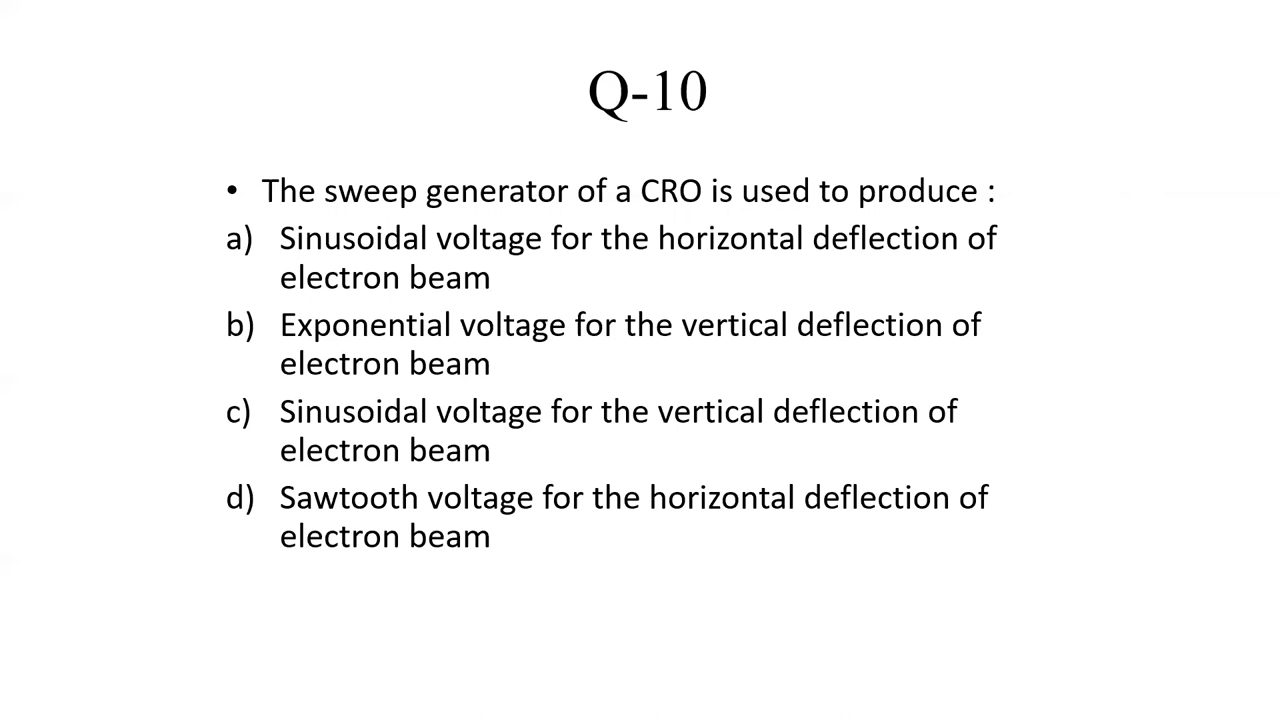 Q-10
• The sweep generator of a CRO is used to produce :
a) Sinusoidal voltage for the horizontal deflection of
electron beam
b) Exponential voltage for the vertical deflection of
electron beam
c) Sinusoidal voltage for the vertical deflection of
electron beam
d) Sawtooth voltage for the horizontal deflection of
electron beam